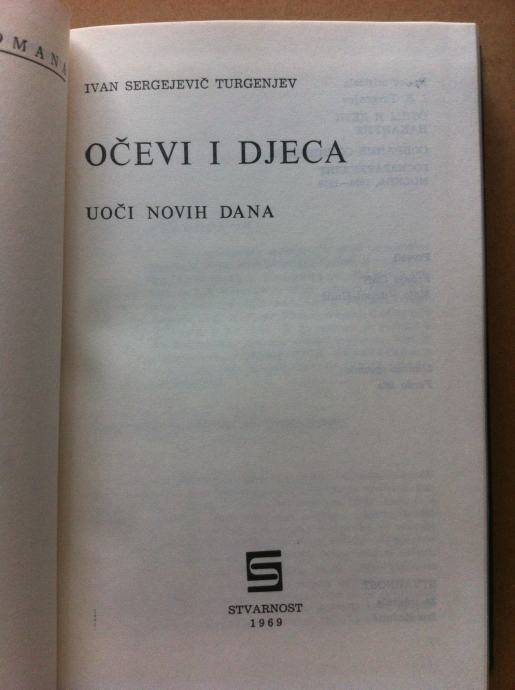 OMANA
IVAN SERGEJEVIČ TURGENJEV
OČEVI I DJECA
UOČI NOVIH DANA
STVARNOST
1969